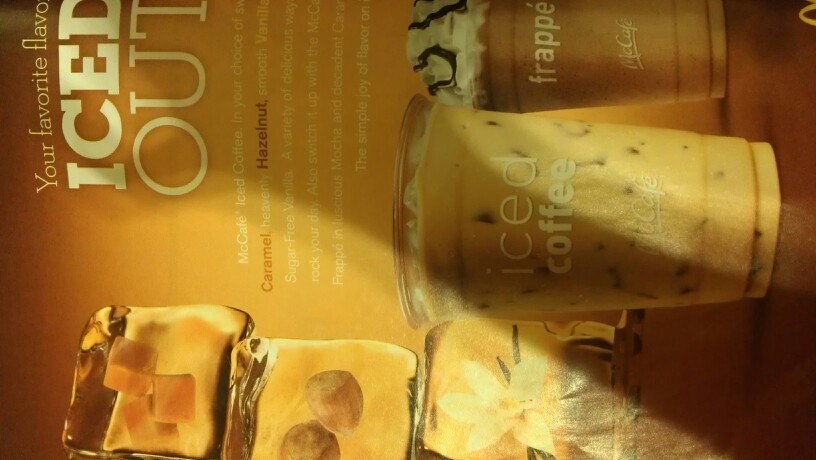 Your favorite flavo
ICED
OUT
McCafé Iced Coffee. In your choice of sw
Caramel, heavenly Hazelnut, smooth Vanilla
Sugar-Free Vanilla. A variety of delicious way
rock your day. Also switch it up with the McCa
Frappé in luscious Mocha and decadent Caram
The simple joy of flavor on
frappé
McCafé
iced
coffee
McCafé